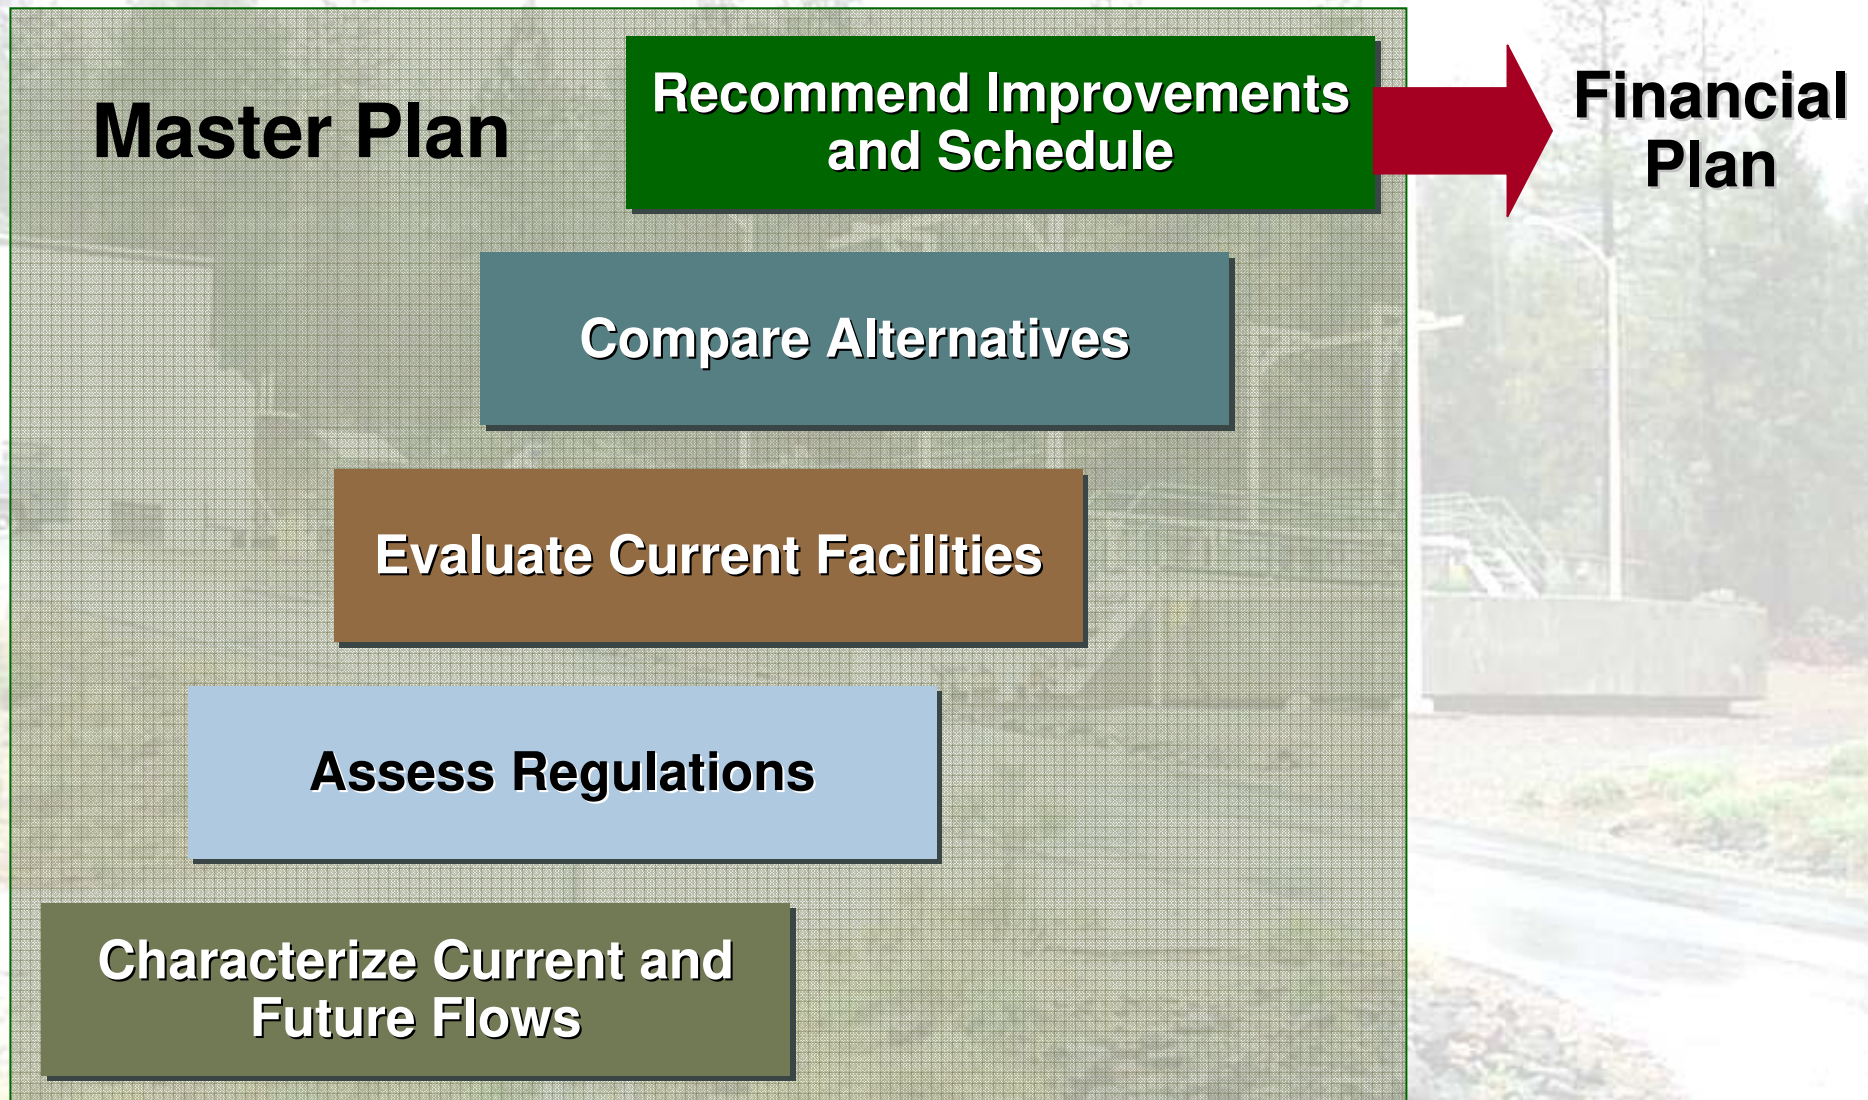 Master Plan
Recommend Improvements
and Schedule
Financial
Plan
Compare Alternatives
Evaluate Current Facilities
Assess Regulations
Characterize Current and
Future Flows